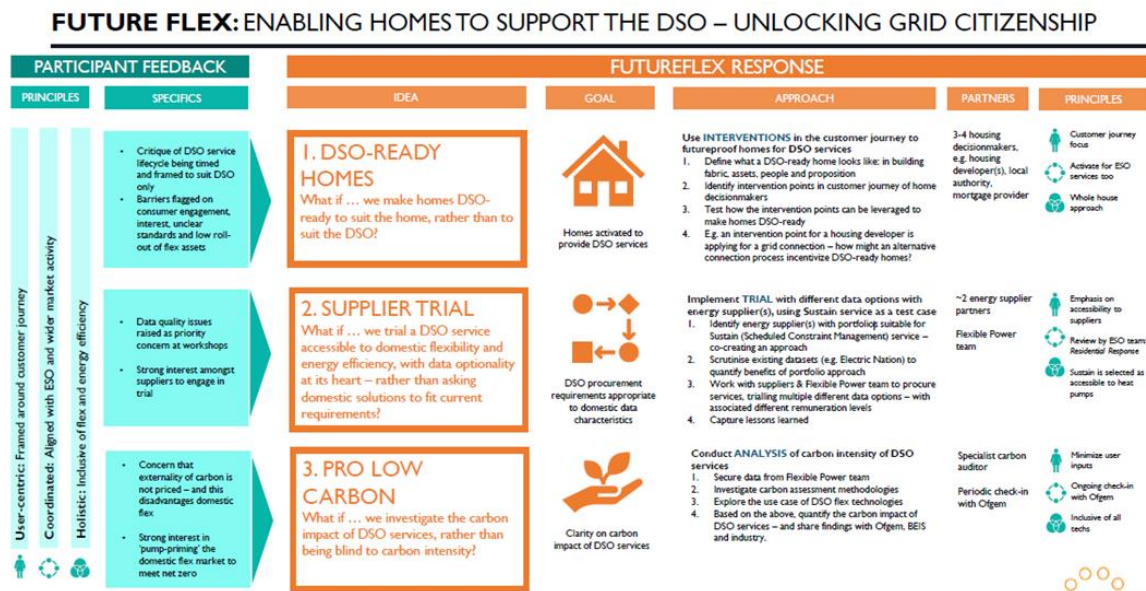 FUTURE FLEX: ENABLING HOMES TO SUPPORT THE DSO – UNLOCKING GRID CITIZENSHIP
PARTICIPANT FEEDBACK
FUTUREFLEX RESPONSE
PRINCIPLES
SPECIFICS
IDEA
GOAL
APPROACH
PARTNERS
PRINCIPLES
User-centric: Framed around customer journey
Coordinated: Aligned with ESO and wider market activity
Holistic: Inclusive of flex and energy efficiency
• Critique of DSO service
lifecycle being timed
and framed to suit DSO
only
• Barriers flagged on
consumer engagement,
interest, unclear
standards and low roll-
out of flex assets
1. DSO-READY
HOMES
What if … we make homes DSO-
ready to suit the home, rather than to
suit the DSO?
Homes activated to
provide DSO services
Use INTERVENTIONS in the customer journey to
futureproof homes for DSO services
1. Define what a DSO-ready home looks like: in building
fabric, assets, people and proposition
2. Identify intervention points in customer journey of home
decisionmakers
3. Test how the intervention points can be leveraged to
make homes DSO-ready
4. E.g. an intervention point for a housing developer is
applying for a grid connection – how might an alternative
connection process incentivize DSO-ready homes?
3-4 housing
decisionmakers,
e.g. housing
developer(s), local
authority,
mortgage provider
Customer journey
focus
Activate for ESO
services too
Whole house
approach
• Data quality issues
raised as priority
concern at workshops
• Strong interest amongst
suppliers to engage in
trial
2. SUPPLIER TRIAL
What if … we trial a DSO service
accessible to domestic flexibility and
energy efficiency, with data optionality
at its heart – rather than asking
domestic solutions to fit current
requirements?
DSO procurement
requirements appropriate
to domestic data
characteristics
Implement TRIAL with different data options with
energy supplier(s), using Sustain service as a test case
1. Identify energy supplier(s) with portfolios suitable for
Sustain (Scheduled Constraint Management) service –
co-creating an approach
2. Scrutinise existing datasets (e.g. Electric Nation) to
quantify benefits of portfolio approach
3. Work with suppliers & Flexible Power team to procure
services, trialling multiple different data options – with
associated different remuneration levels
4. Capture lessons learned
~2 energy supplier
partners
Flexible Power
team
Emphasis on
accessibility to
suppliers
Review by ESO team:
Residential Response
Sustain is selected as
accessible to heat
pumps
• Concern that
externality of carbon is
not priced – and this
disadvantages domestic
flex
• Strong interest in
'pump-priming' the
domestic flex market to
meet net zero
3. PRO LOW
CARBON
What if … we investigate the carbon
impact of DSO services, rather than
being blind to carbon intensity?
Clarity on carbon
impact of DSO services
Conduct ANALYSIS of carbon intensity of DSO
services
1. Secure data from Flexible Power team
2. Investigate carbon assessment methodologies
3. Explore the use case of DSO flex technologies
4. Based on the above, quantify the carbon impact of
DSO services – and share findings with Ofgem, BEIS
and industry.
Specialist carbon
auditor
Periodic check-in
with Ofgem
Minimize user
inputs
Ongoing check-in
with Ofgem
Inclusive of all
techs